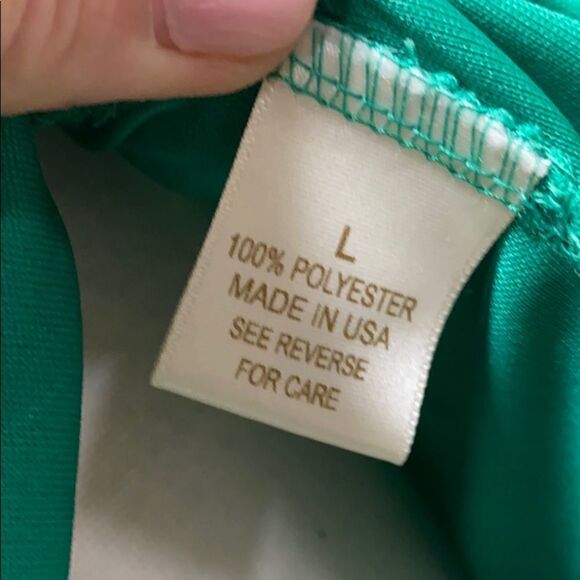 L
100% POLYESTER
MADE IN USA
SEE REVERSE
FOR CARE